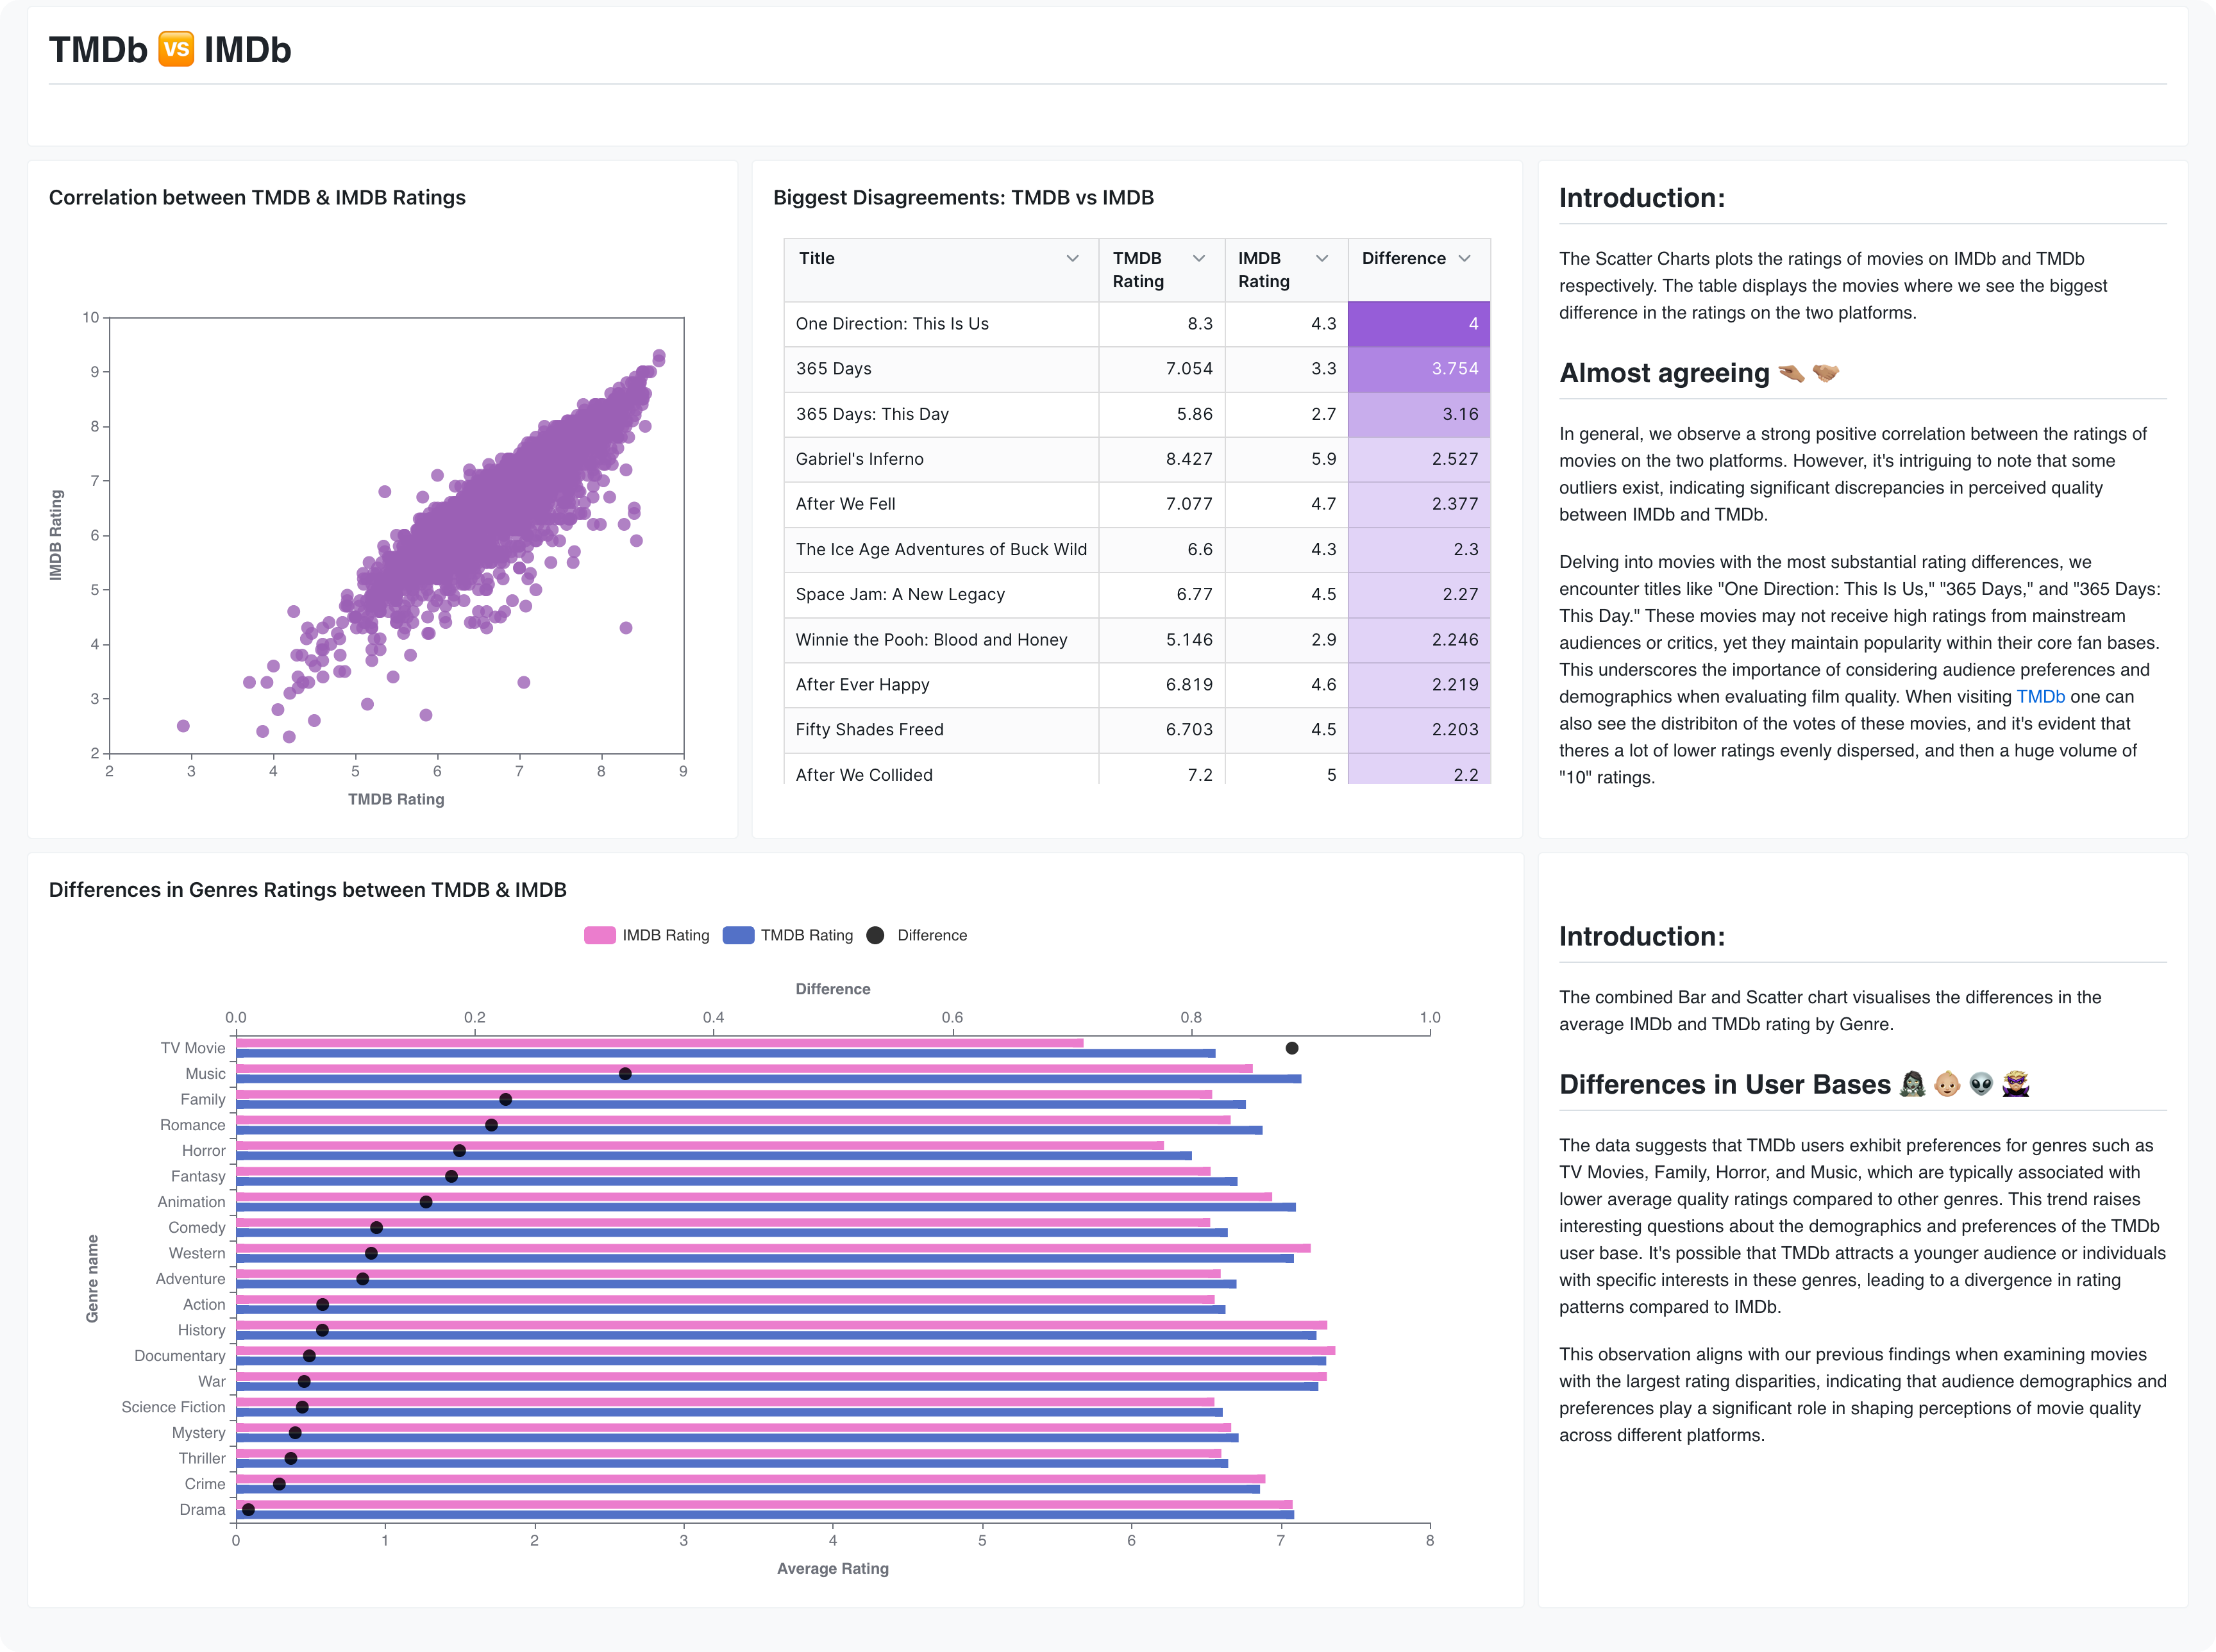 TMDb VS IMDb
Correlation between TMDB & IMDB Ratings
10
9
8
7
6
5
4
3
2
IMDB Rating
2 3 4 5 6 7 8 9
TMDB Rating
Biggest Disagreements: TMDB vs IMDB
Title TMDB Rating IMDB Rating Difference
One Direction: This Is Us 8.3 4.3 4
365 Days 7.054 3.3 3.754
365 Days: This Day 5.86 2.7 3.16
Gabriel's Inferno 8.427 5.9 2.527
After We Fell 7.077 4.7 2.377
The Ice Age Adventures of Buck Wild 6.6 4.3 2.3
Space Jam: A New Legacy 6.77 4.5 2.27
Winnie the Pooh: Blood and Honey 5.146 2.9 2.246
After Ever Happy 6.819 4.6 2.219
Fifty Shades Freed 6.703 4.5 2.203
After We Collided 7.2 5 2.2
Introduction:
The Scatter Charts plots the ratings of movies on IMDb and TMDb
respectively. The table displays the movies where we see the biggest
difference in the ratings on the two platforms.
Almost agreeing
In general, we observe a strong positive correlation between the ratings of
movies on the two platforms. However, it's intriguing to note that some
outliers exist, indicating significant discrepancies in perceived quality
between IMDb and TMDb.
Delving into movies with the most substantial rating differences, we
encounter titles like "One Direction: This Is Us," "365 Days," and "365 Days:
This Day." These movies may not receive high ratings from mainstream
audiences or critics, yet they maintain popularity within their core fan bases.
This underscores the importance of considering audience preferences and
demographics when evaluating film quality. When visiting TMDb one can
also see the distribiton of the votes of these movies, and it's evident that
theres a lot of lower ratings evenly dispersed, and then a huge volume of
"10" ratings.
Differences in Genres Ratings between TMDB & IMDB
IMDB Rating TMDB Rating Difference
Difference
0.0 0.2 0.4 0.6 0.8 1.0
Genre name
TV Movie
Music
Family
Romance
Horror
Fantasy
Animation
Comedy
Western
Adventure
Action
History
Documentary
War
Science Fiction
Mystery
Thriller
Crime
Drama
0 1 2 3 4 5 6 7 8
Average Rating
Introduction:
The combined Bar and Scatter chart visualises the differences in the
average IMDb and TMDb rating by Genre.
Differences in User Bases
The data suggests that TMDb users exhibit preferences for genres such as
TV Movies, Family, Horror, and Music, which are typically associated with
lower average quality ratings compared to other genres. This trend raises
interesting questions about the demographics and preferences of the TMDb
user base. It's possible that TMDb attracts a younger audience or individuals
with specific interests in these genres, leading to a divergence in rating
patterns compared to IMDb.
This observation aligns with our previous findings when examining movies
with the largest rating disparities, indicating that audience demographics and
preferences play a significant role in shaping perceptions of movie quality
across different platforms.